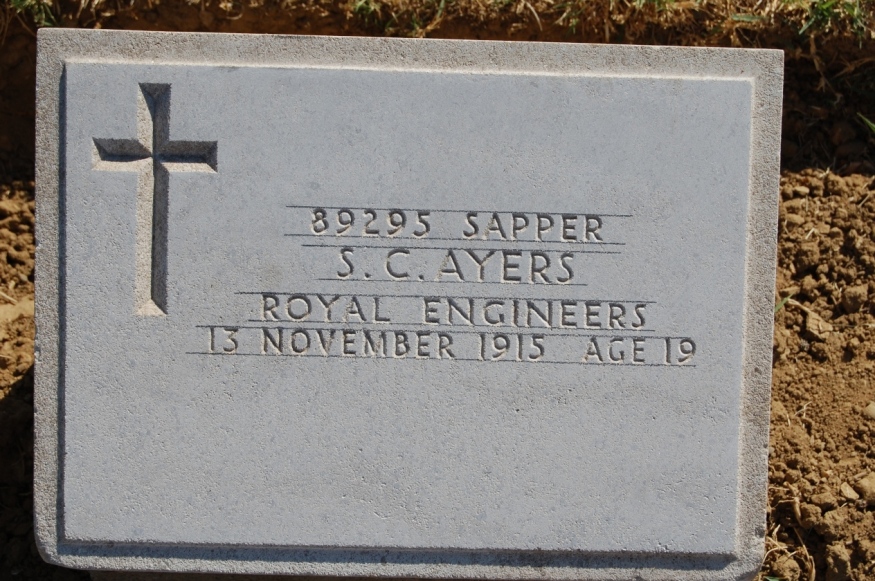 89295 SAPPER
S. C. AYERS
ROYAL ENGINEERS
13 NOVEMBER 1915 AGE 19